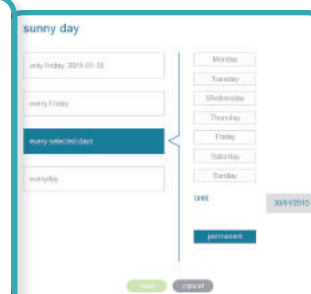 sunny day
only Friday, 2015-01-30
every Friday
every selected days
everyday
Monday
Tuesday
Wednesday
Thursday
Friday
Saturday
Sunday
Until
30/01/2015
permanent
save
cancel